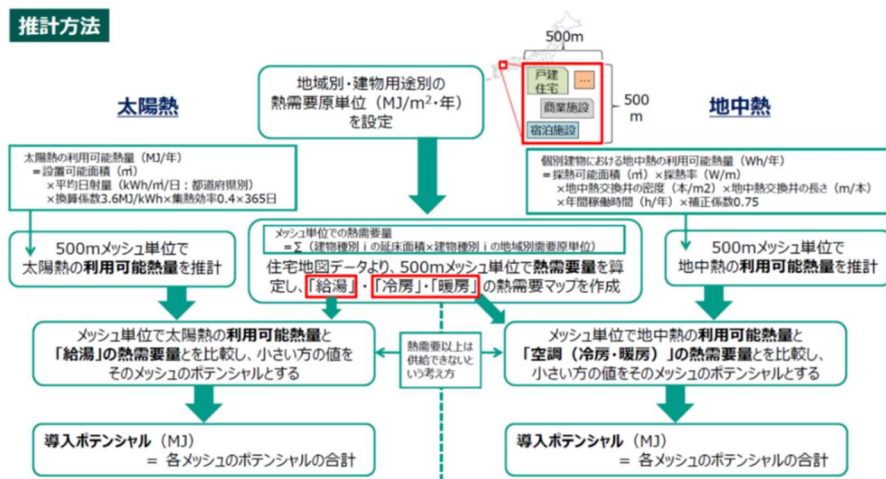 推計方法
500m
戸建
住宅
…
商業施設
宿泊施設
500
m
太陽熱
地域別・建物用途別の
熱需要原単位（MJ/m²・年）
を設定
地中熱
太陽熱の利用可能熱量（MJ/年）
＝設置可能面積（㎡）
×平均日射量（kWh/㎡/日：都道府県別）
×換算係数3.6MJ/kWh×集熱効率0.4×365日
個別建物における地中熱の利用可能熱量（Wh/年）
＝採熱可能面積（㎡）×採熱率（W/m）
×地中熱交換井の密度（本/m2）×地中熱交換井の長さ（m/本）
×年間稼働時間（h/年）×補正係数0.75
500mメッシュ単位で
太陽熱の利用可能熱量を推計
メッシュ単位での熱需要量
＝∑（建物種別ｉの延床面積×建物種別ｉの地域別需要原単位）
住宅地図データより、500mメッシュ単位で熱需要量を算
定し、「給湯」・「冷房」・「暖房」の熱需要マップを作成
500mメッシュ単位で
地中熱の利用可能熱量を推計
メッシュ単位で太陽熱の利用可能熱量と
「給湯」の熱需要量とを比較し、小さい方の値を
そのメッシュのポテンシャルとする
熱需要以上は
供給できないと
いう考え方
メッシュ単位で地中熱の利用可能熱量と
「空調（冷房・暖房）」の熱需要量とを比較し、
小さい方の値をそのメッシュのポテンシャルとする
導入ポテンシャル（MJ）
＝ 各メッシュのポテンシャルの合計
導入ポテンシャル（MJ）
＝ 各メッシュのポテンシャルの合計